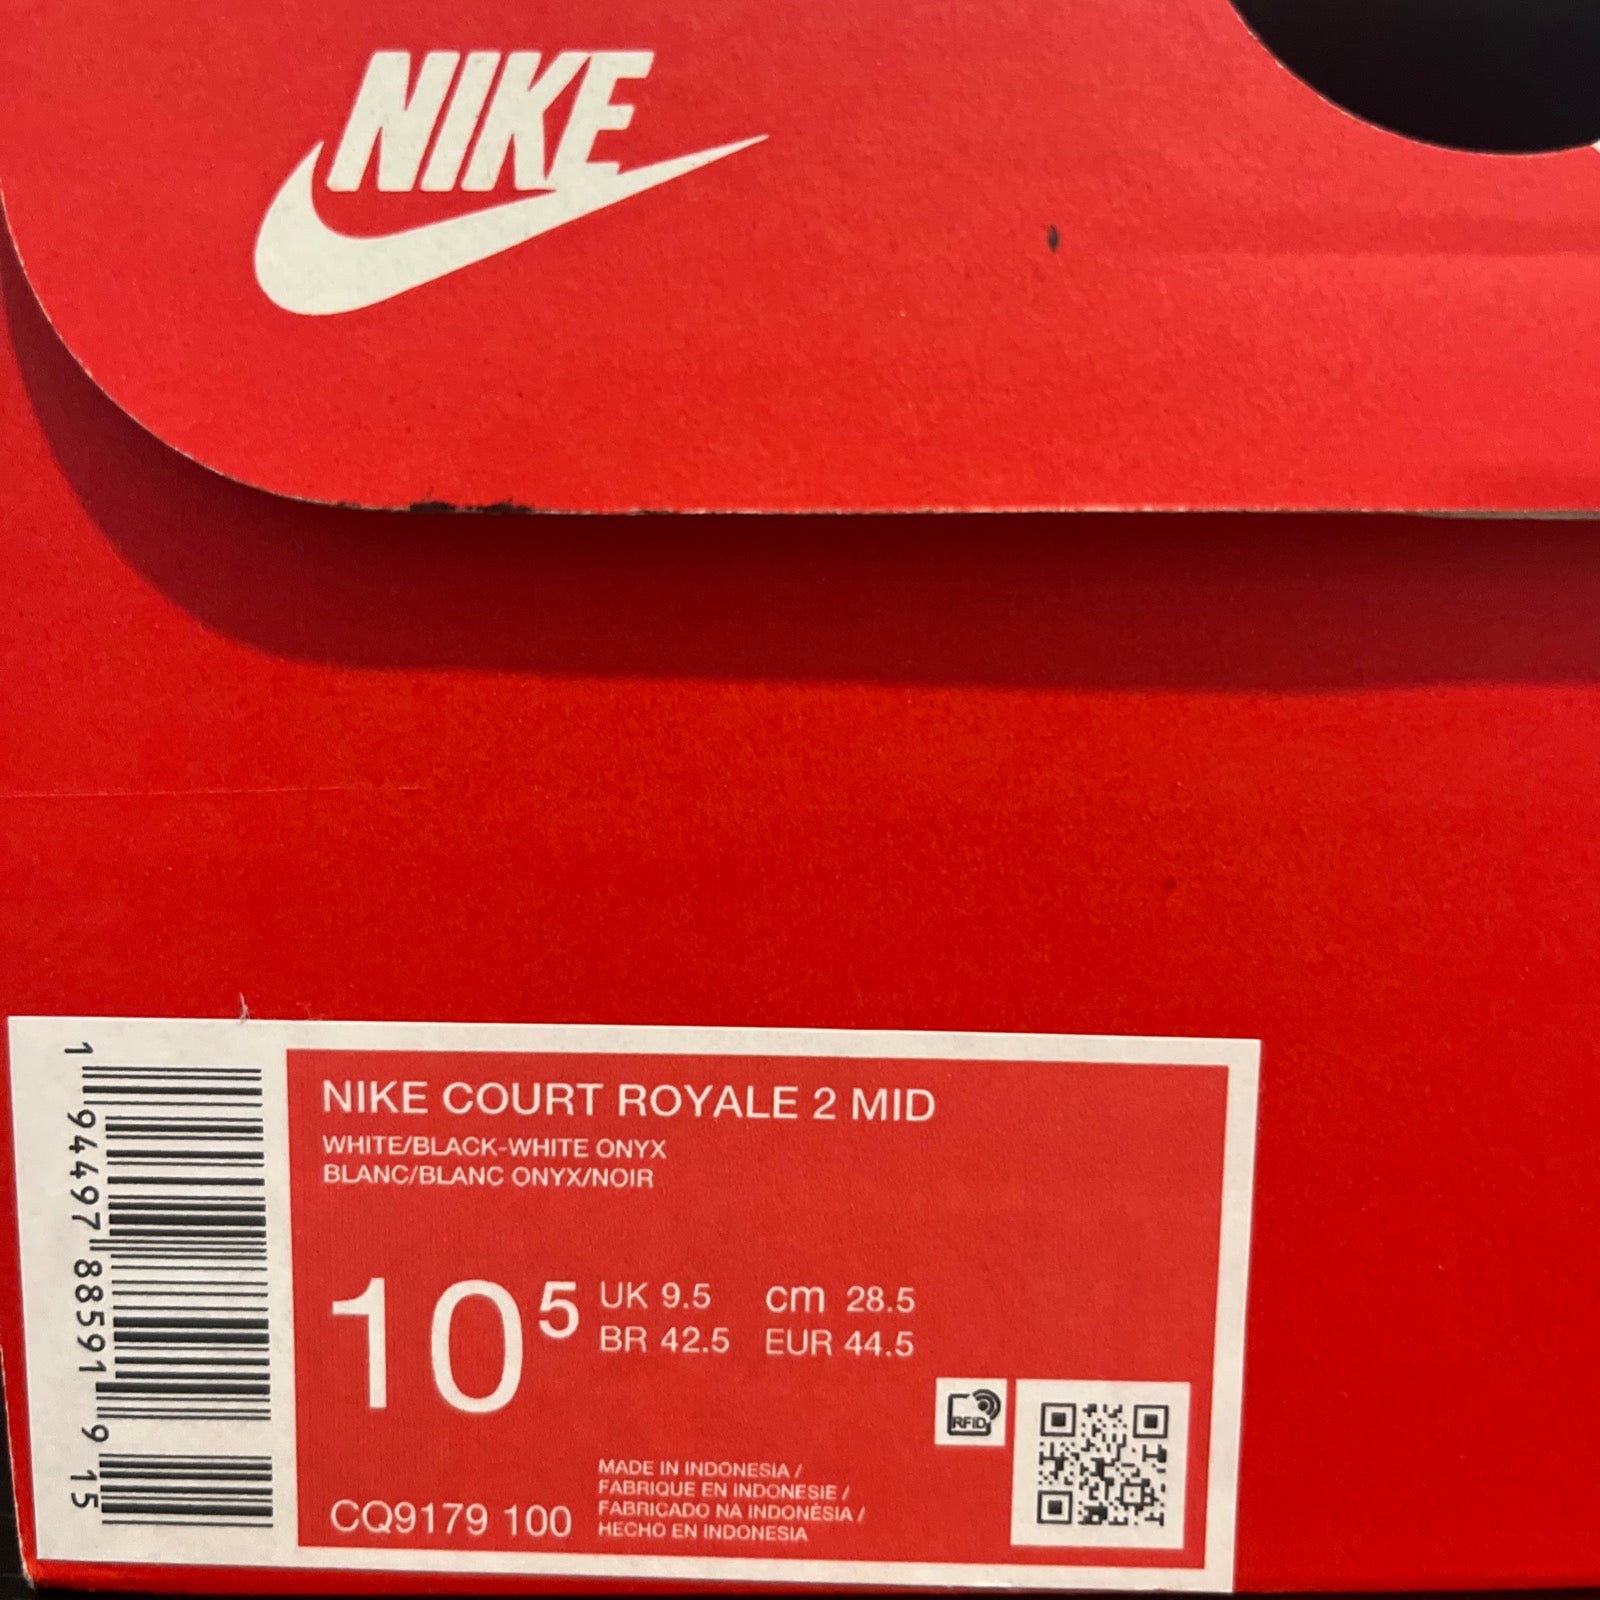 NIKE
NIKE COURT ROYALE 2 MID
WHITE/BLACK-WHITE ONYX
BLANC/BLANC ONYX/NOIR
10⁵
UK 9.5 cm 28.5
BR 42.5 EUR 44.5
RFID
MADE IN INDONESIA /
FABRIQUE EN INDONESIE /
FABRICADO NA INDONÉSIA /
HECHO EN INDONESIA
CQ9179 100
1 94497 88591 9 15